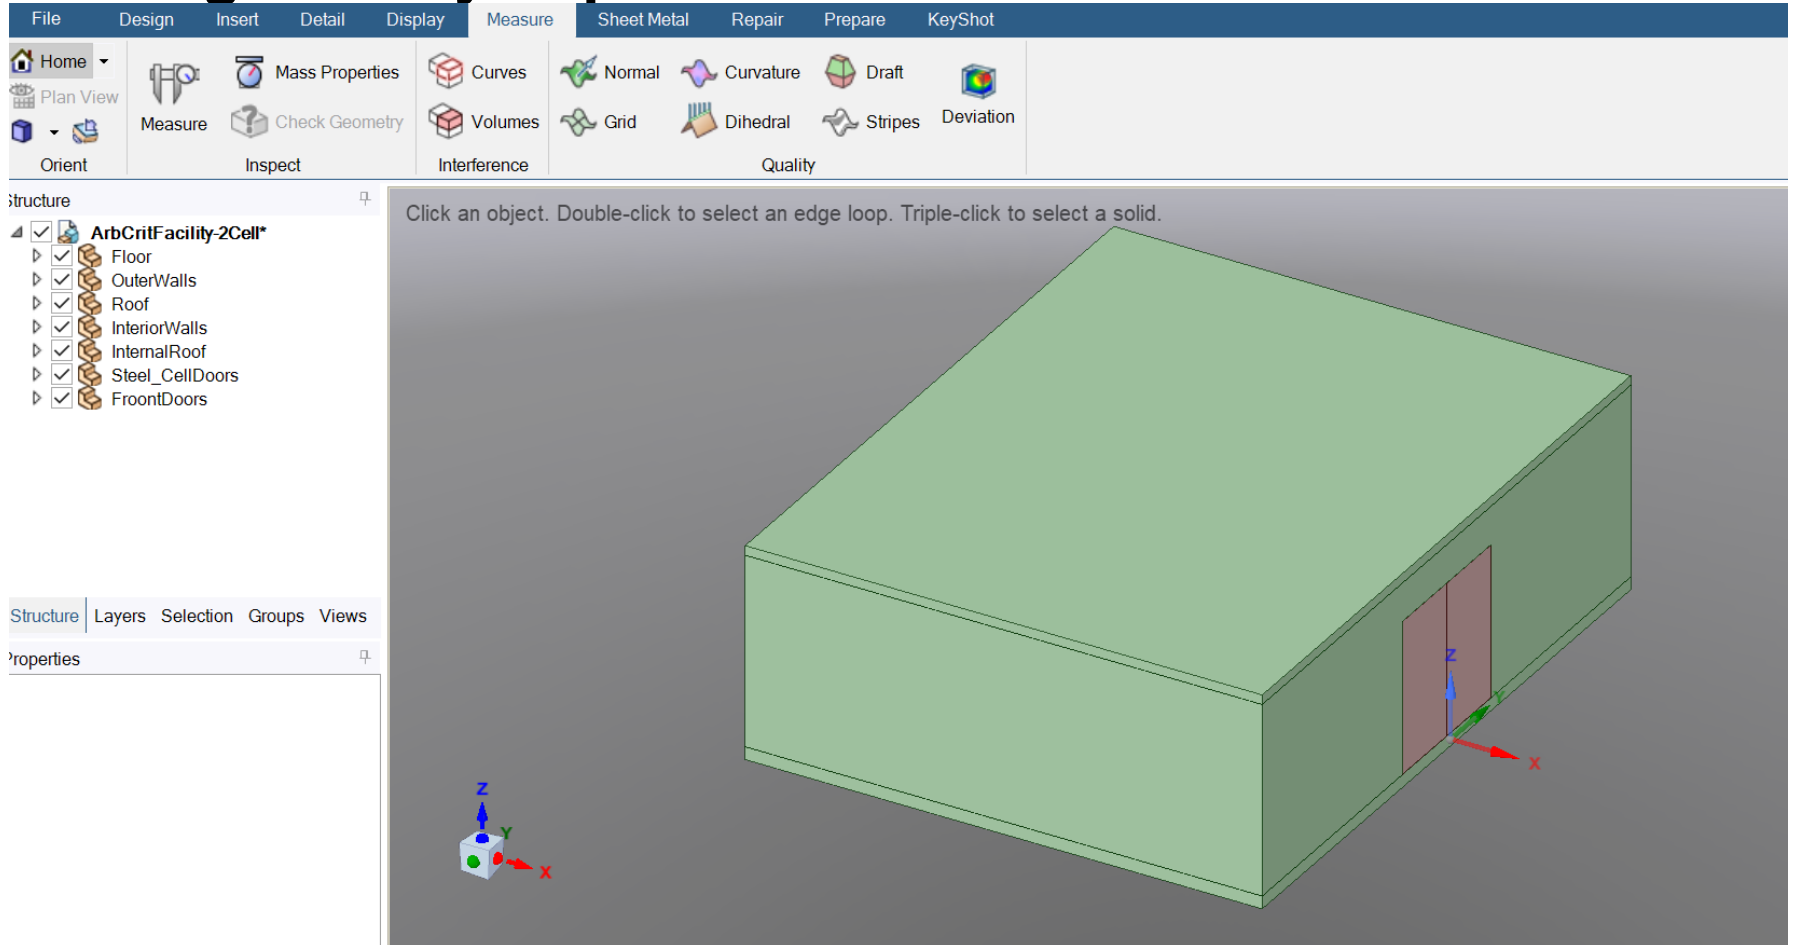 File Design Insert Detail Display Measure Sheet Metal Repair Prepare KeyShot
Home
Plan View
Orient
Measure
Mass Properties
Check Geometry
Inspect
Curves
Volumes
Interference
Normal Curvature Draft
Grid Dihedral Stripes
Deviation
Quality
Structure
ArbCritFacility-2Cell*
Floor
OuterWalls
Roof
InteriorWalls
InternalRoof
Steel_CellDoors
FroontDoors
Structure Layers Selection Groups Views
Properties
Click an object. Double-click to select an edge loop. Triple-click to select a solid.
Z
Y
X
Z
Y
X